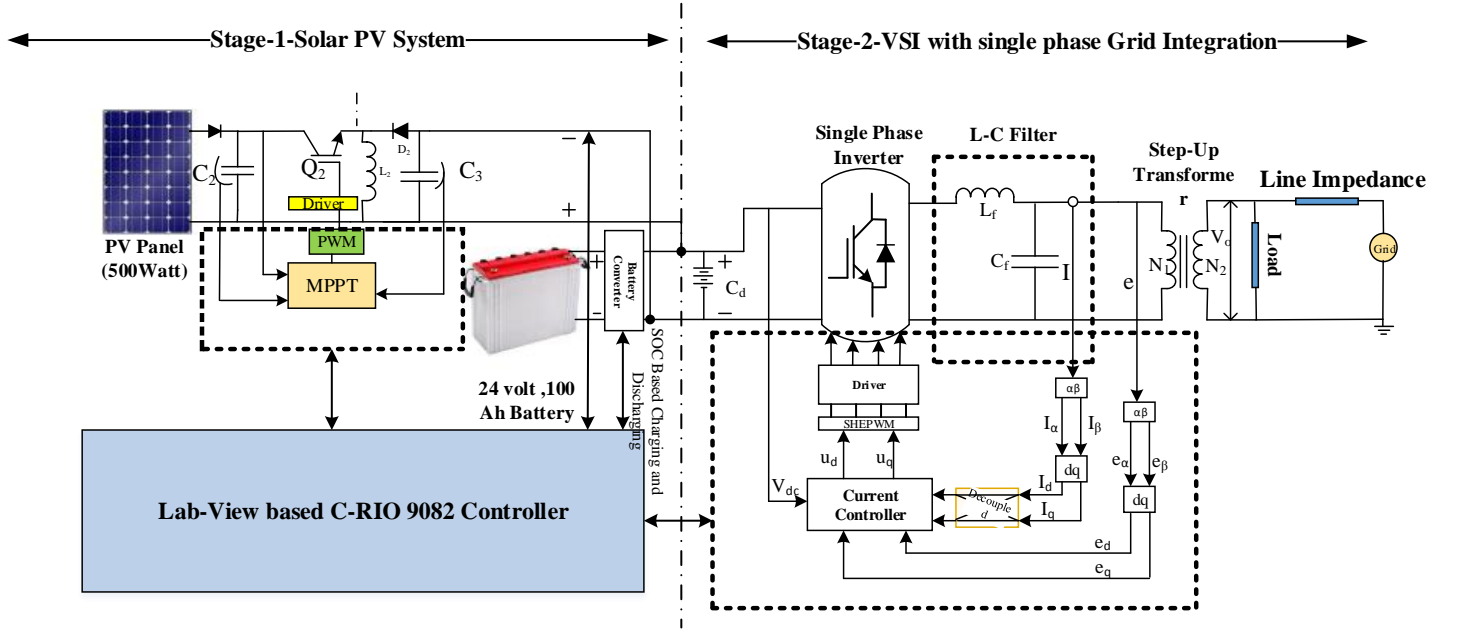 Stage-1-Solar PV System
Stage-2-VSI with single phase Grid Integration
PV Panel
(500Watt)
C2
Q2
L2
D2
C3
Driver
PWM
MPPT
−
+
+
-
Battery
Converter
24 volt ,100
Ah Battery
SOC Based Charging and
Discharging
Lab-View based C-RIO 9082 Controller
+
Cd
−
Single Phase
Inverter
L-C Filter
Lf
Cf
I
e
Step-Up
Transforme
r
N1
N2
Vo
Load
Line Impedance
Grid
Driver
SHEPWM
ud
uq
Vdc
Current
Controller
αβ
Iα
Iβ
dq
Id
Iq
Decouple
d
αβ
eα
eβ
dq
ed
eq